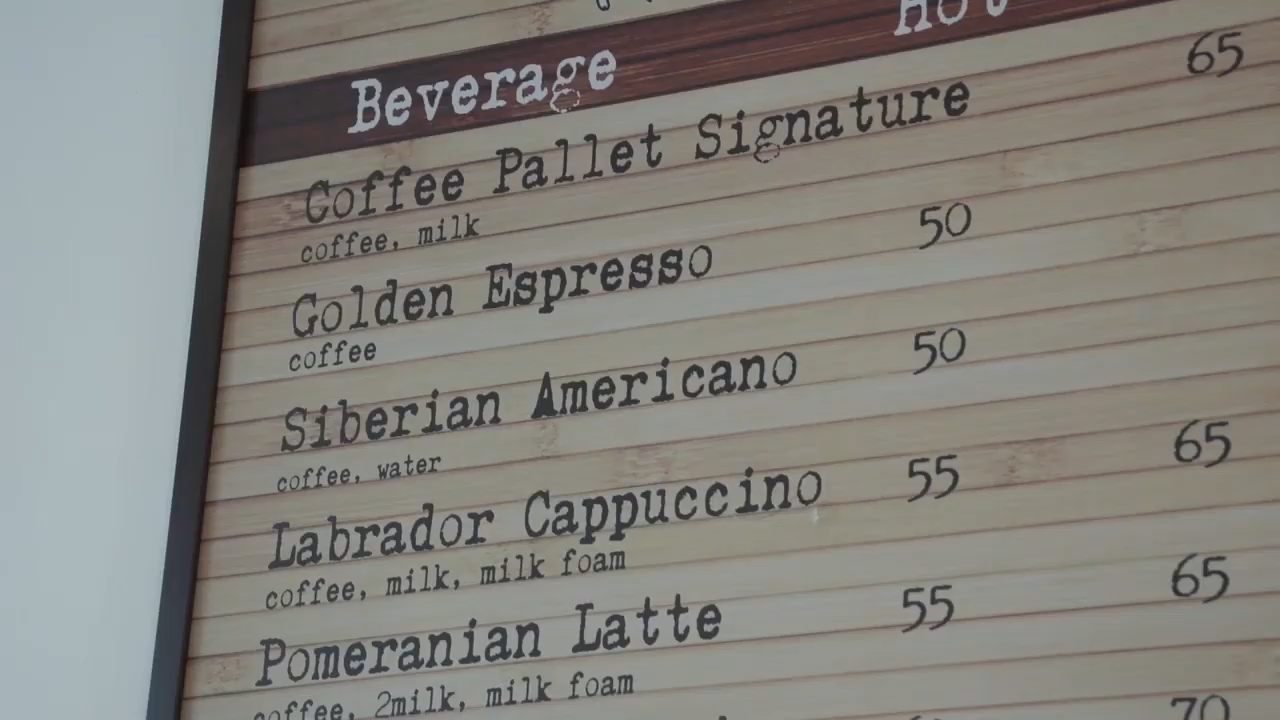 Beverage Hot
Coffee Pallet Signature 65
coffee, milk
Golden Espresso 50
coffee
Siberian Americano 50
coffee, water
Labrador Cappuccino 55 65
coffee, milk, milk foam
Pomeranian Latte 55 65
coffee, 2milk, milk foam
70